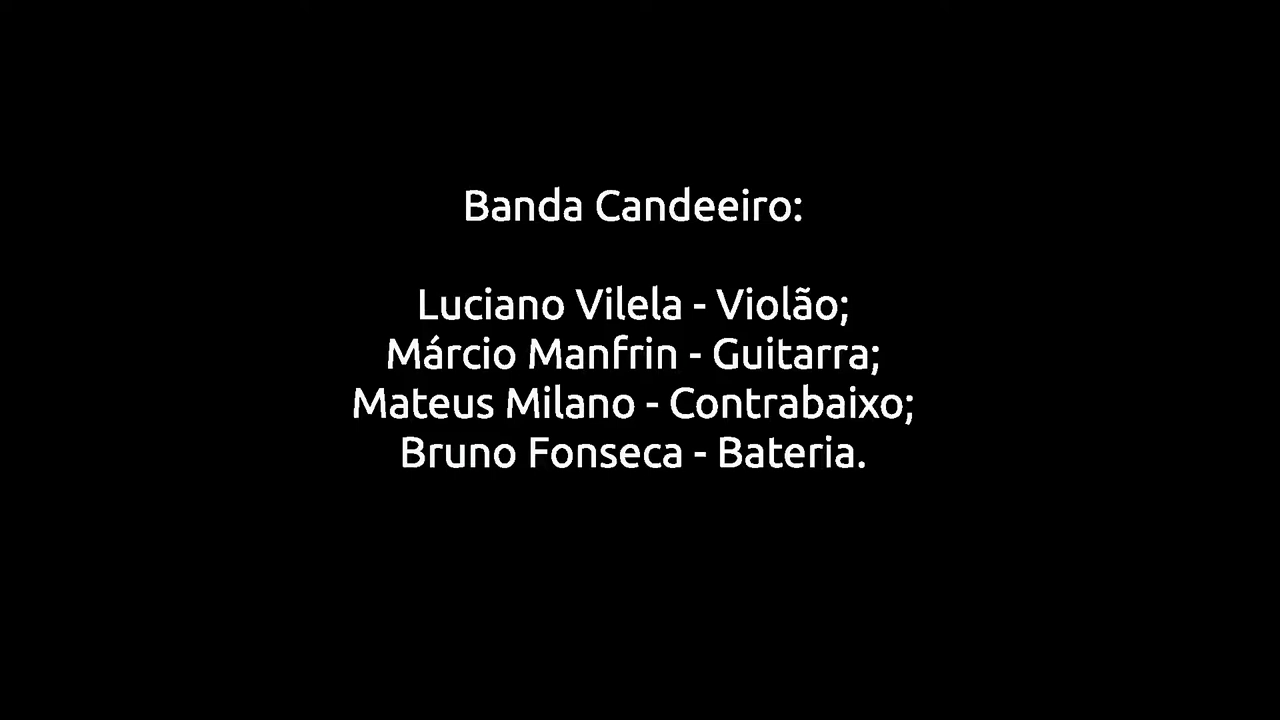 Banda Candeeiro:
Luciano Vilela - Violão;
Márcio Manfrin - Guitarra;
Mateus Milano - Contrabaixo;
Bruno Fonseca - Bateria.